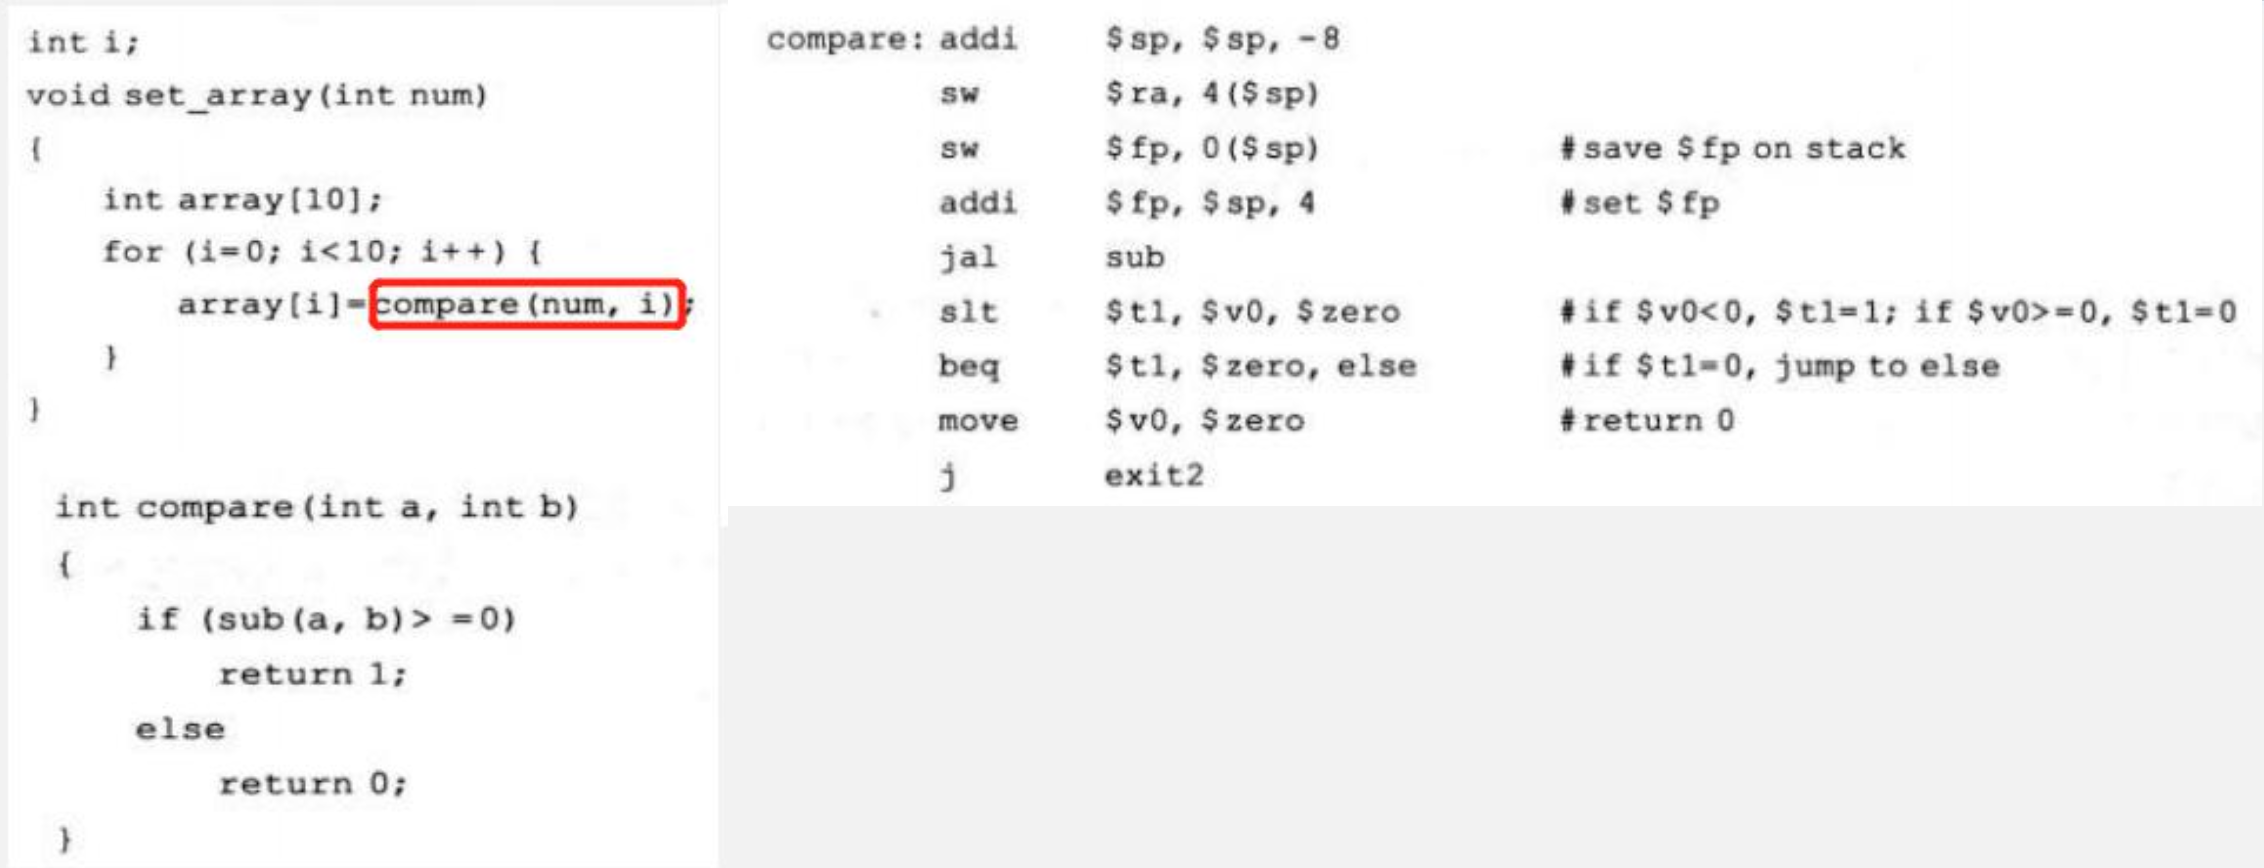 int i;
void set_array(int num)
{
int array[10];
for (i=0; i<10; i++) {
array[i]=compare(num, i);
}
}
int compare(int a, int b)
{
if (sub(a, b)> =0)
return 1;
else
return 0;
}
compare: addi $sp, $sp, -8
sw $ra, 4($sp)
sw $fp, 0($sp) #save $fp on stack
addi $fp, $sp, 4 #set $fp
jal sub
slt $t1, $v0, $zero #if $v0<0, $t1=1; if $v0>=0, $t1=0
beq $t1, $zero, else #if $t1=0, jump to else
move $v0, $zero #return 0
j exit2